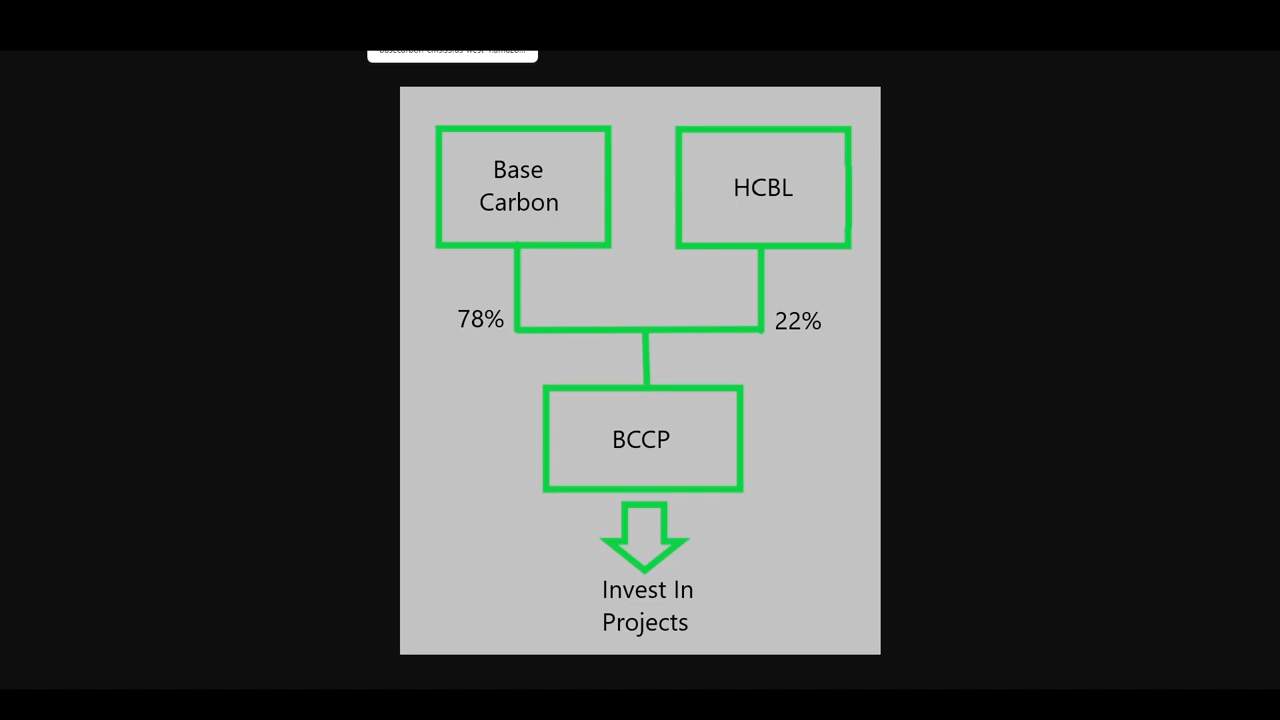 Base
Carbon
HCBL
78%
22%
BCCP
Invest In
Projects